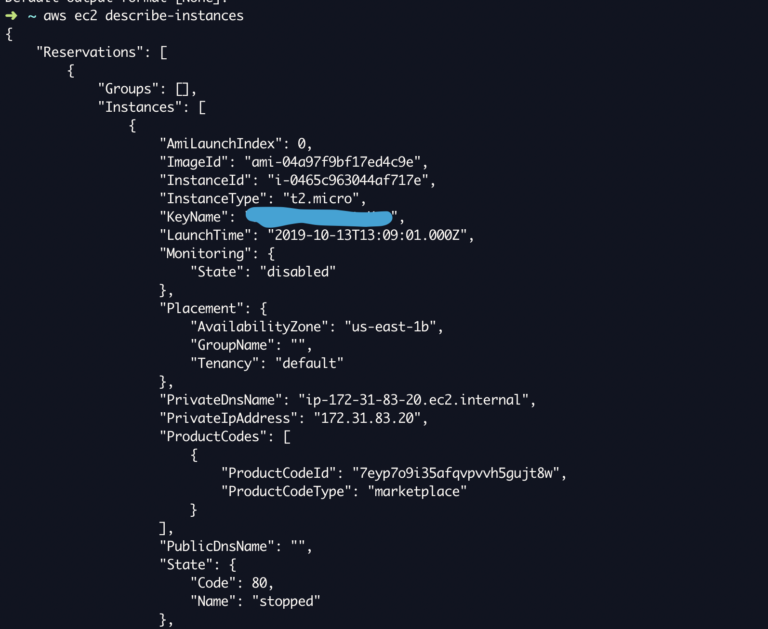 Default output format [None]:
➜ ~ aws ec2 describe-instances
{
    "Reservations": [
        {
            "Groups": [],
            "Instances": [
                {
                    "AmiLaunchIndex": 0,
                    "ImageId": "ami-04a97f9bf17ed4c9e",
                    "InstanceId": "i-0465c963044af717e",
                    "InstanceType": "t2.micro",
                    "KeyName": ",
                    "LaunchTime": "2019-10-13T13:09:01.000Z",
                    "Monitoring": {
                        "State": "disabled"
                    },
                    "Placement": {
                        "AvailabilityZone": "us-east-1b",
                        "GroupName": "",
                        "Tenancy": "default"
                    },
                    "PrivateDnsName": "ip-172-31-83-20.ec2.internal",
                    "PrivateIpAddress": "172.31.83.20",
                    "ProductCodes": [
                        {
                            "ProductCodeId": "7eyp7o9i35afqvpvvh5gujt8w",
                            "ProductCodeType": "marketplace"
                        }
                    ],
                    "PublicDnsName": "",
                    "State": {
                        "Code": 80,
                        "Name": "stopped"
                    },